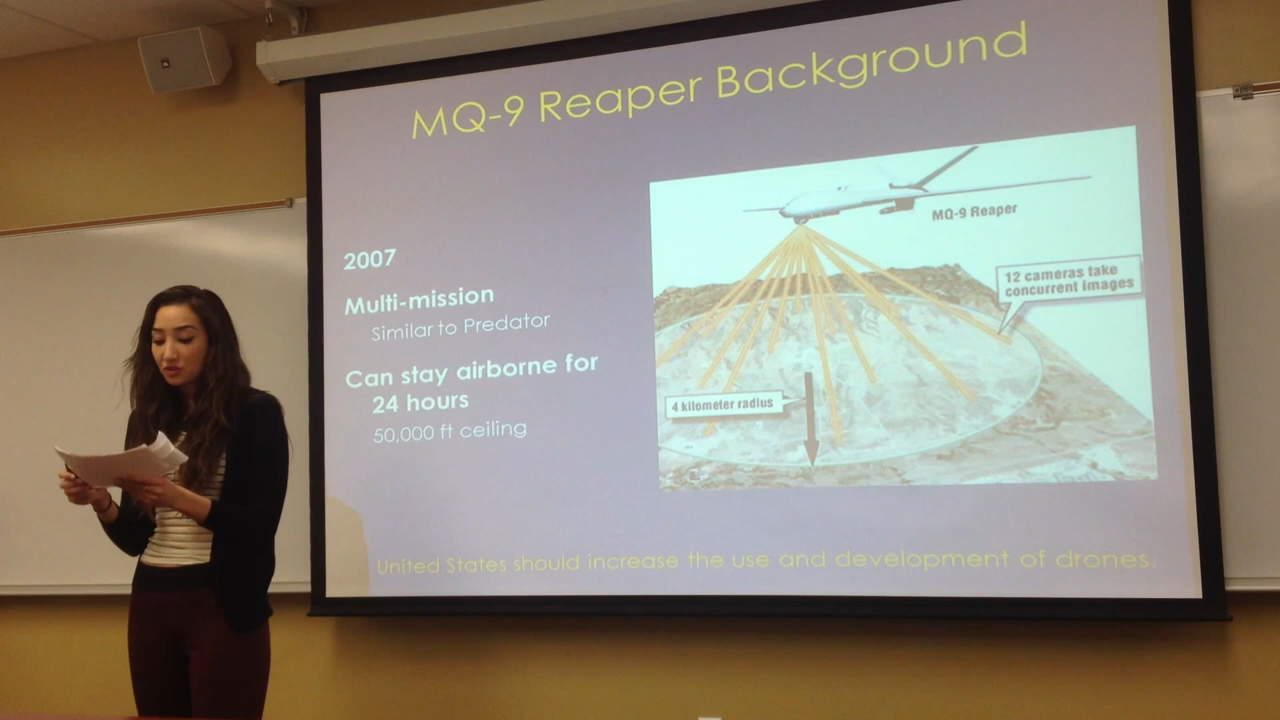 MQ-9 Reaper Background
2007
Multi-mission
Similar to Predator
Can stay airborne for
24 hours
50,000 ft ceiling
MQ-9 Reaper
12 cameras take
concurrent images
4 kilometer radius
United States should increase the use and development of drones.